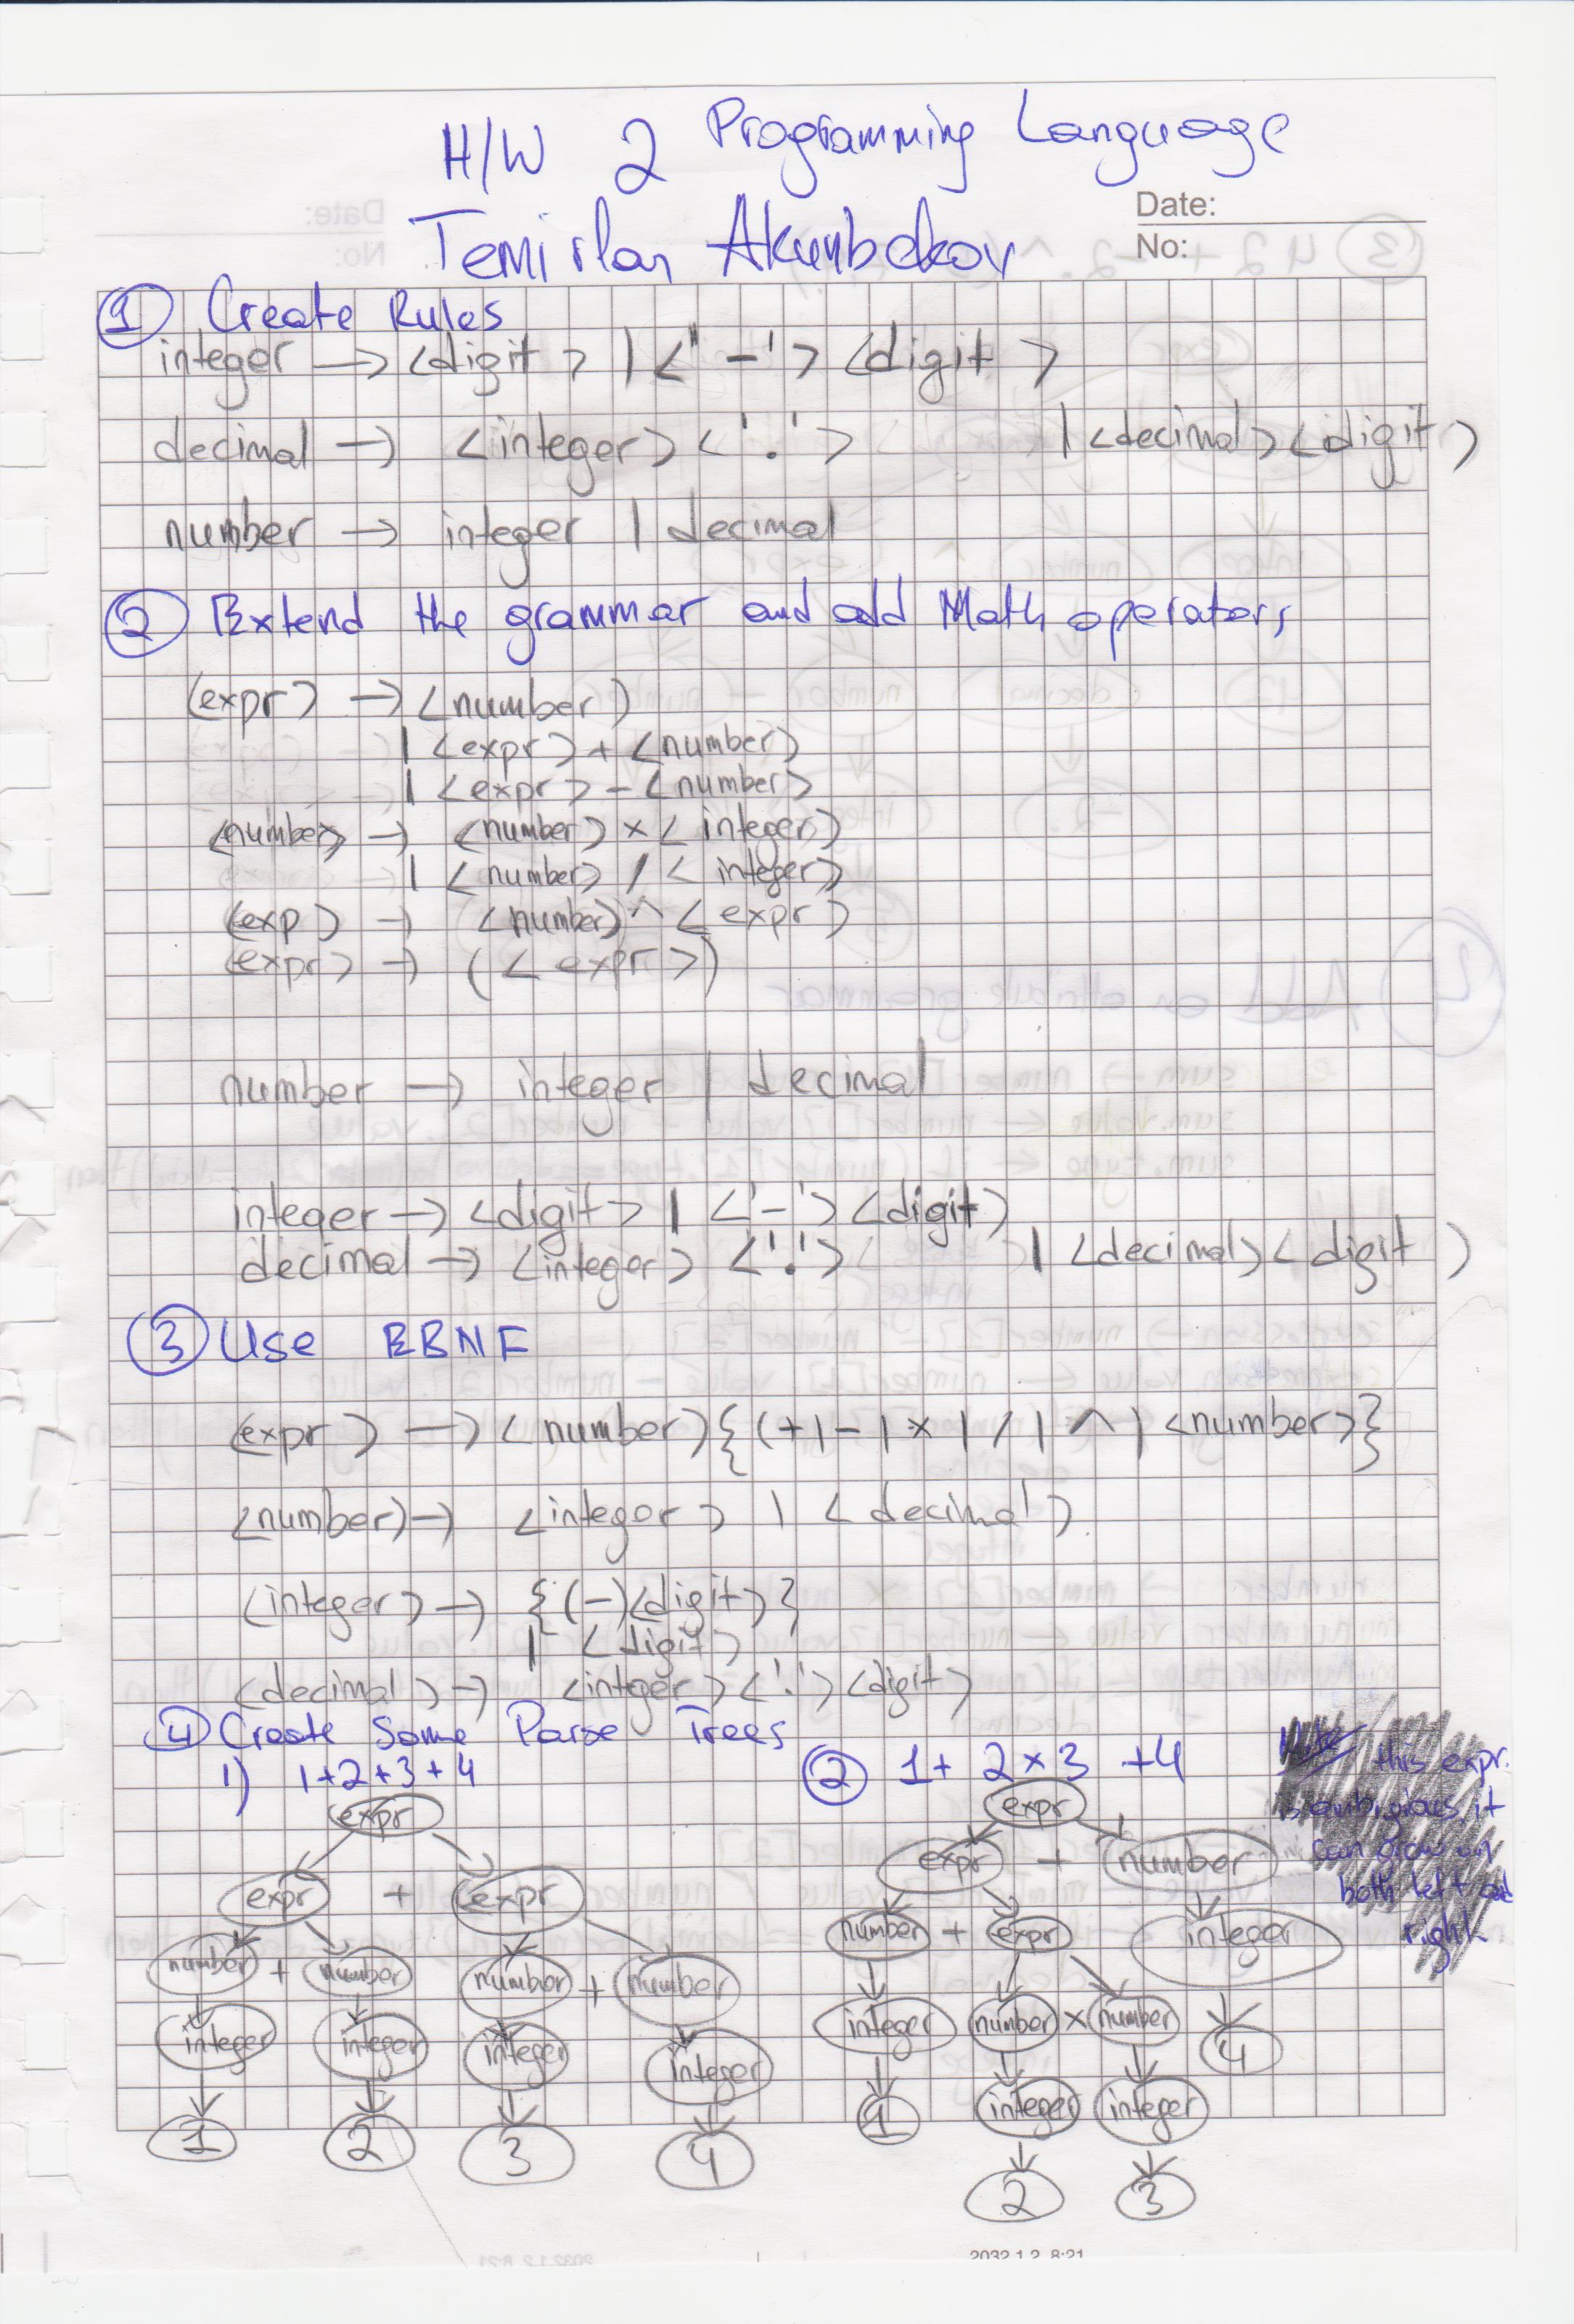 H/W 2 Programming Language
Date:
Temirlan Akunbekov
No:
1 Create Rules
integer → <digit> | <'-'> <digit>
decimal → <integer> <'.'> | <decimal> <digit>
number → integer | decimal
2 Extend the grammar and add Math operators
<expr> → <number>
| <expr> + <number>
| <expr> - <number>
<number> → <number> × <integer>
| <number> / <integer>
<exp> → <number> ^ <expr>
<expr> → (<expr>)
number → integer | decimal
integer → <digit> | <'-'> <digit>
decimal → <integer> <'.'> | <decimal> <digit>
3 Use EBNF
<expr> → <number> {(+|-|×|/|^| <number>}
<number> → <integer> | <decimal>
<integer> → {(-)<digit>}
| <digit>
<decimal> → <integer> <'.'> <digit>
4 Create Some Parse Trees
1) 1+2+3+4
2 1+ 2×3 +4
Note this expr.
is ambigious, it
can grow on
both left and
right
expr
expr + expr
number + number number + number
integer integer integer integer
1 2 3 4
expr
expr + number
number + expr integer
integer number × number 4
1 integer integer
2 3
2032.1.2. 8:21